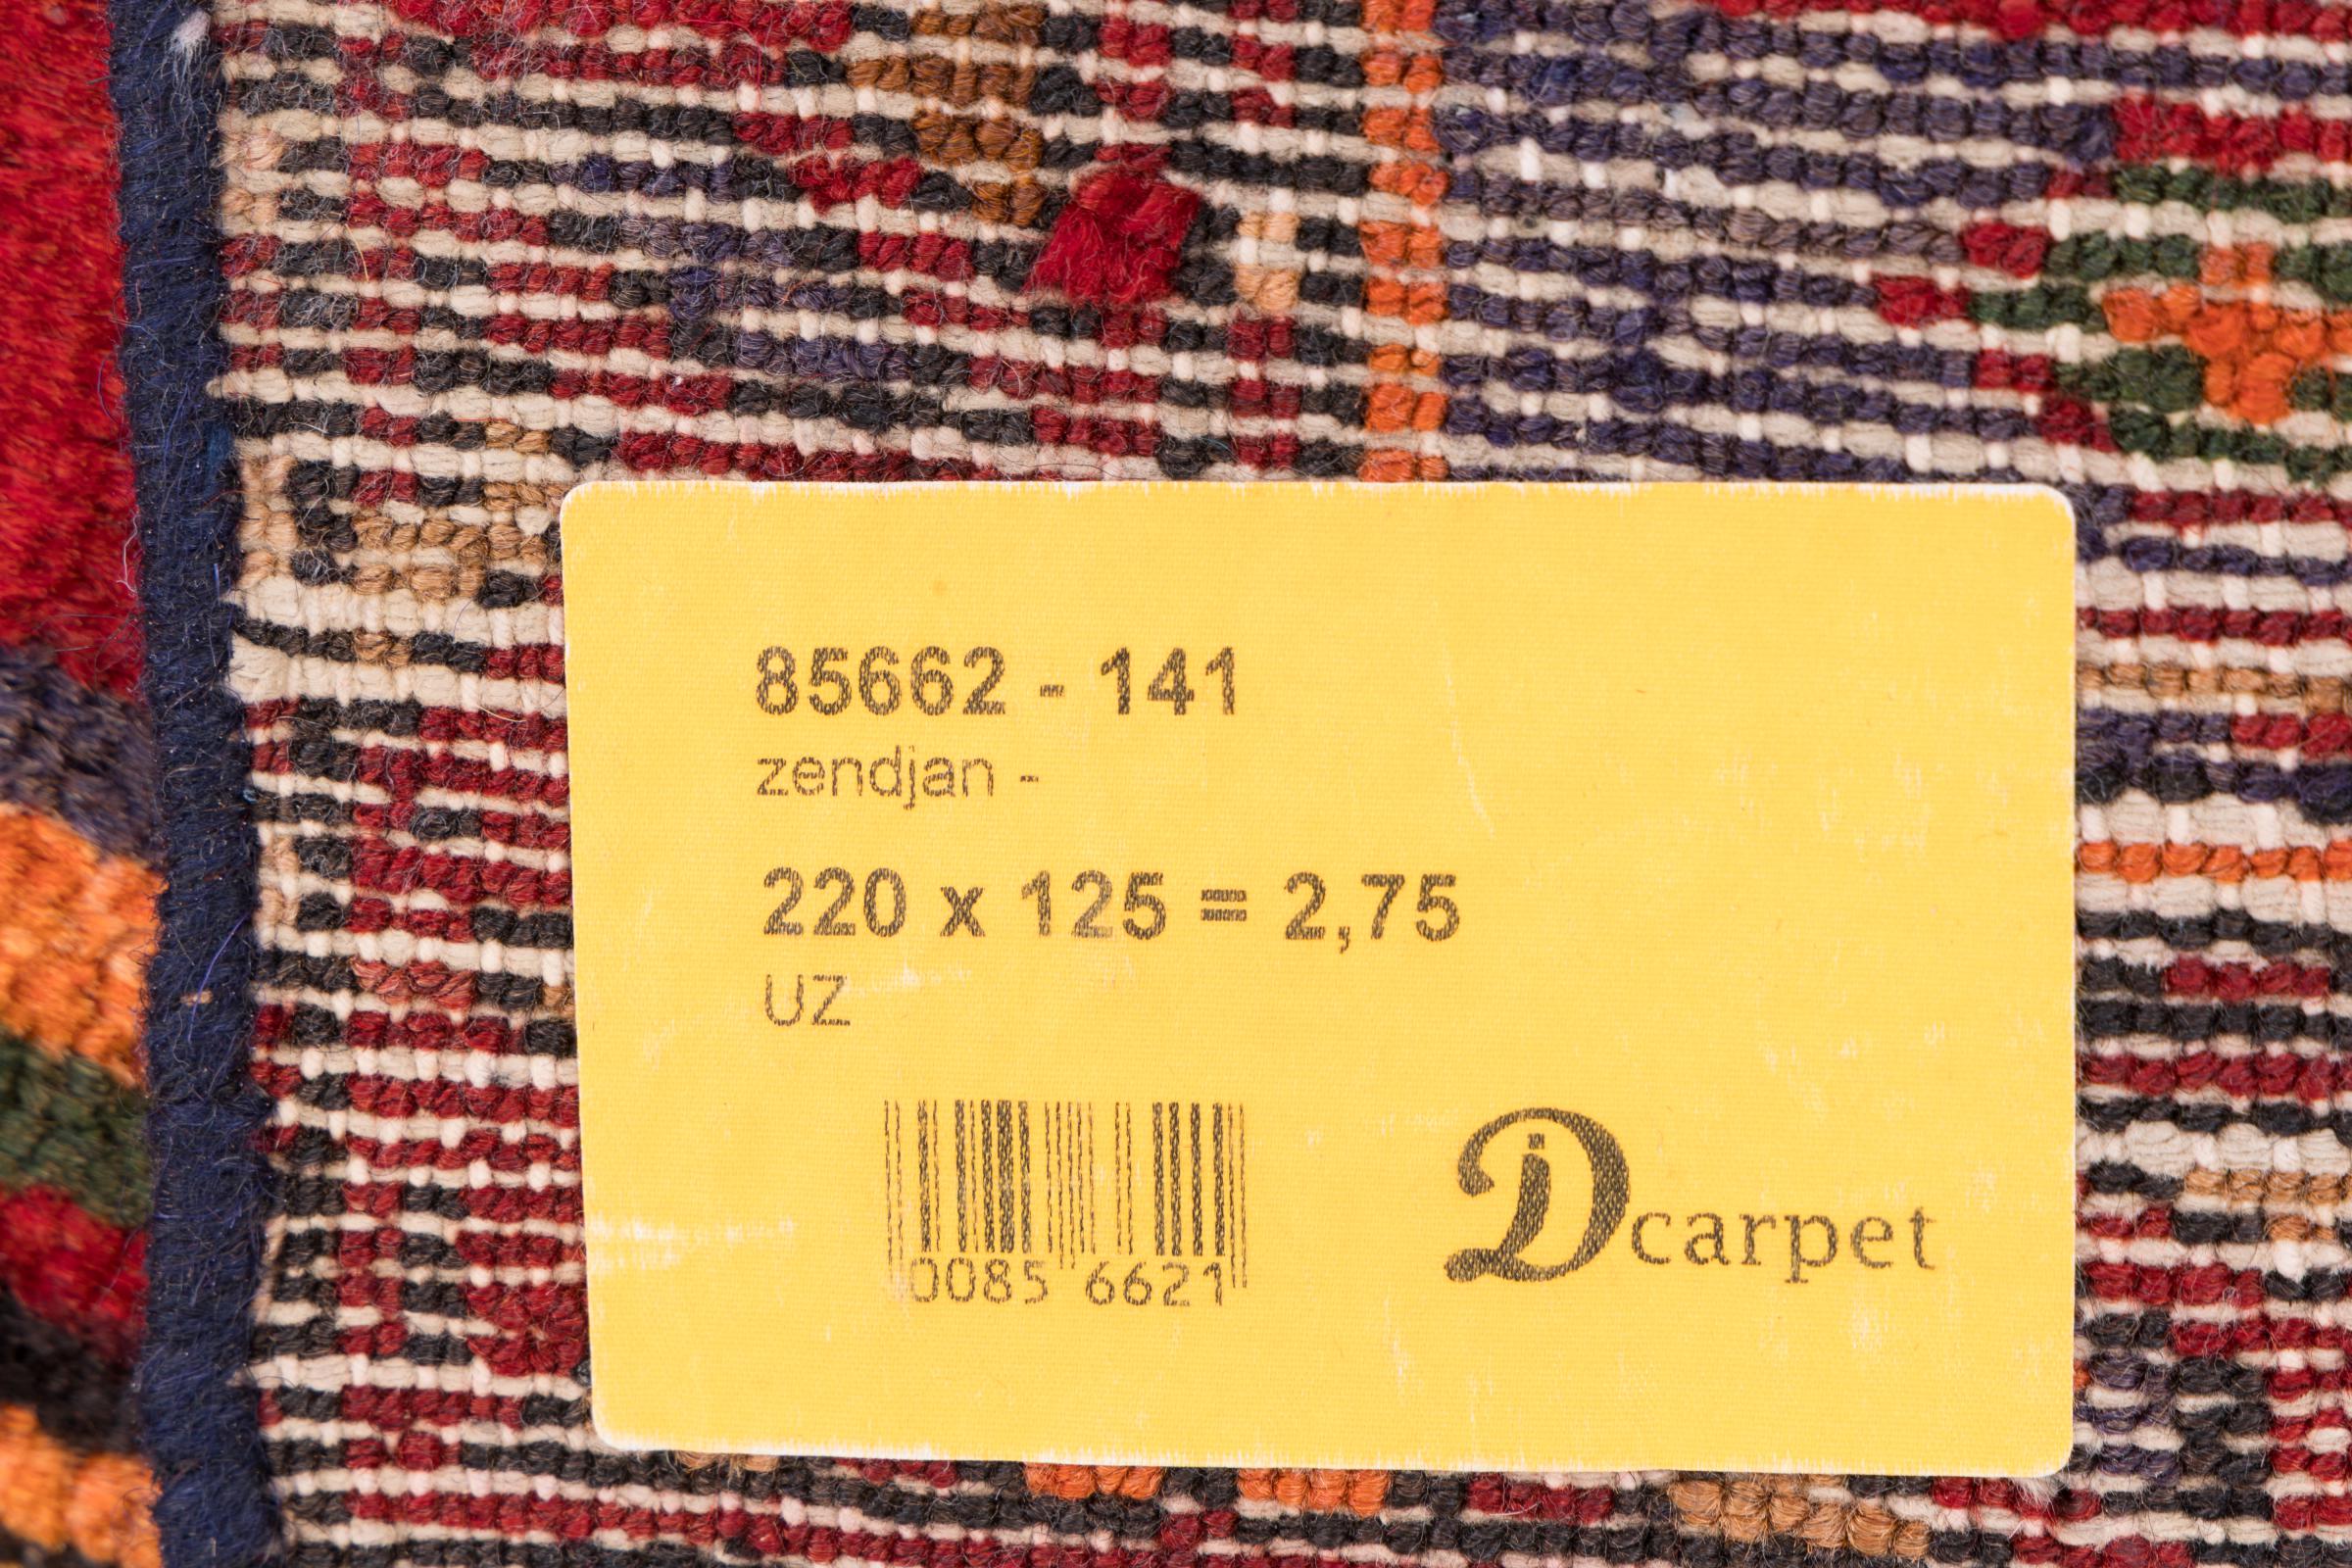 85662 - 141
zendjan -
220 x 125 = 2,75
UZ
0085 6621
Dcarpet